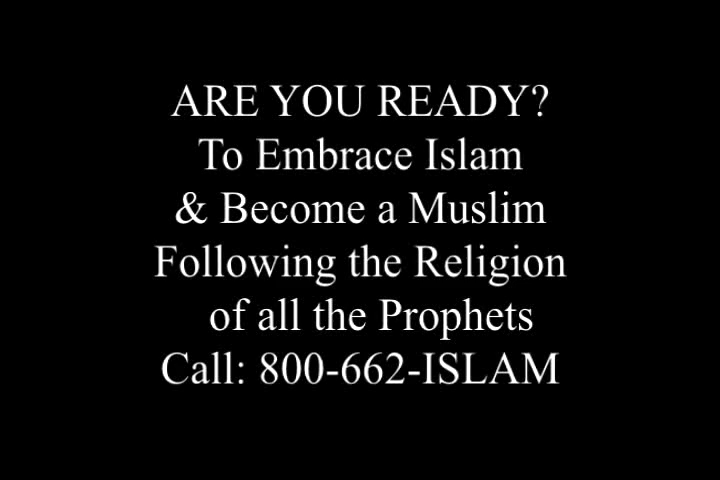 ARE YOU READY?
To Embrace Islam
& Become a Muslim
Following the Religion
of all the Prophets
Call: 800-662-ISLAM